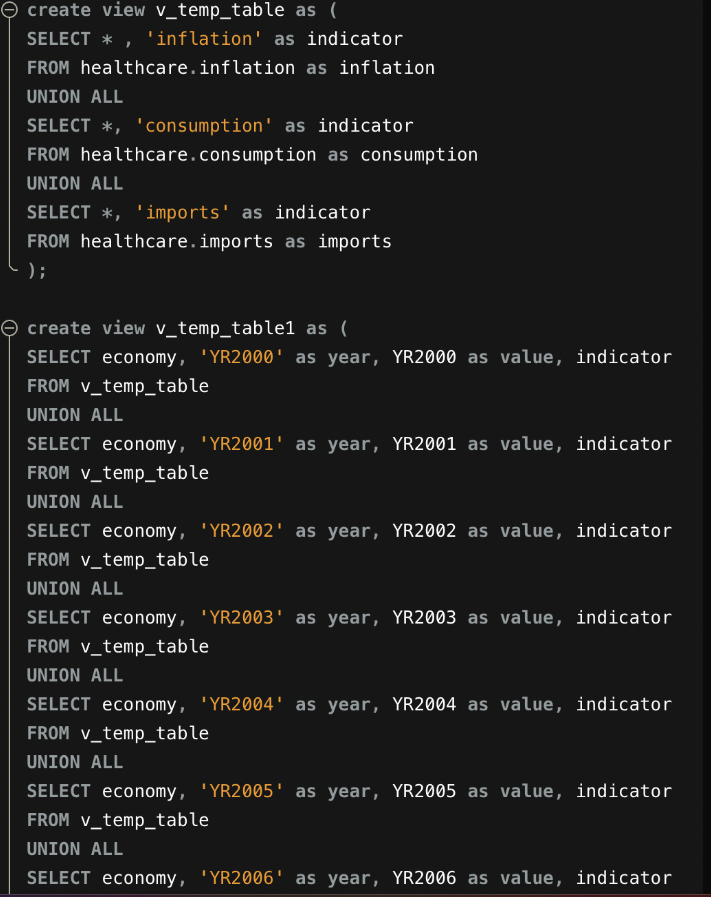 create view v_temp_table as (
SELECT * , 'inflation' as indicator
FROM healthcare.inflation as inflation
UNION ALL
SELECT *, 'consumption' as indicator
FROM healthcare.consumption as consumption
UNION ALL
SELECT *, 'imports' as indicator
FROM healthcare.imports as imports
);
create view v_temp_table1 as (
SELECT economy, 'YR2000' as year, YR2000 as value, indicator
FROM v_temp_table
UNION ALL
SELECT economy, 'YR2001' as year, YR2001 as value, indicator
FROM v_temp_table
UNION ALL
SELECT economy, 'YR2002' as year, YR2002 as value, indicator
FROM v_temp_table
UNION ALL
SELECT economy, 'YR2003' as year, YR2003 as value, indicator
FROM v_temp_table
UNION ALL
SELECT economy, 'YR2004' as year, YR2004 as value, indicator
FROM v_temp_table
UNION ALL
SELECT economy, 'YR2005' as year, YR2005 as value, indicator
FROM v_temp_table
UNION ALL
SELECT economy, 'YR2006' as year, YR2006 as value, indicator